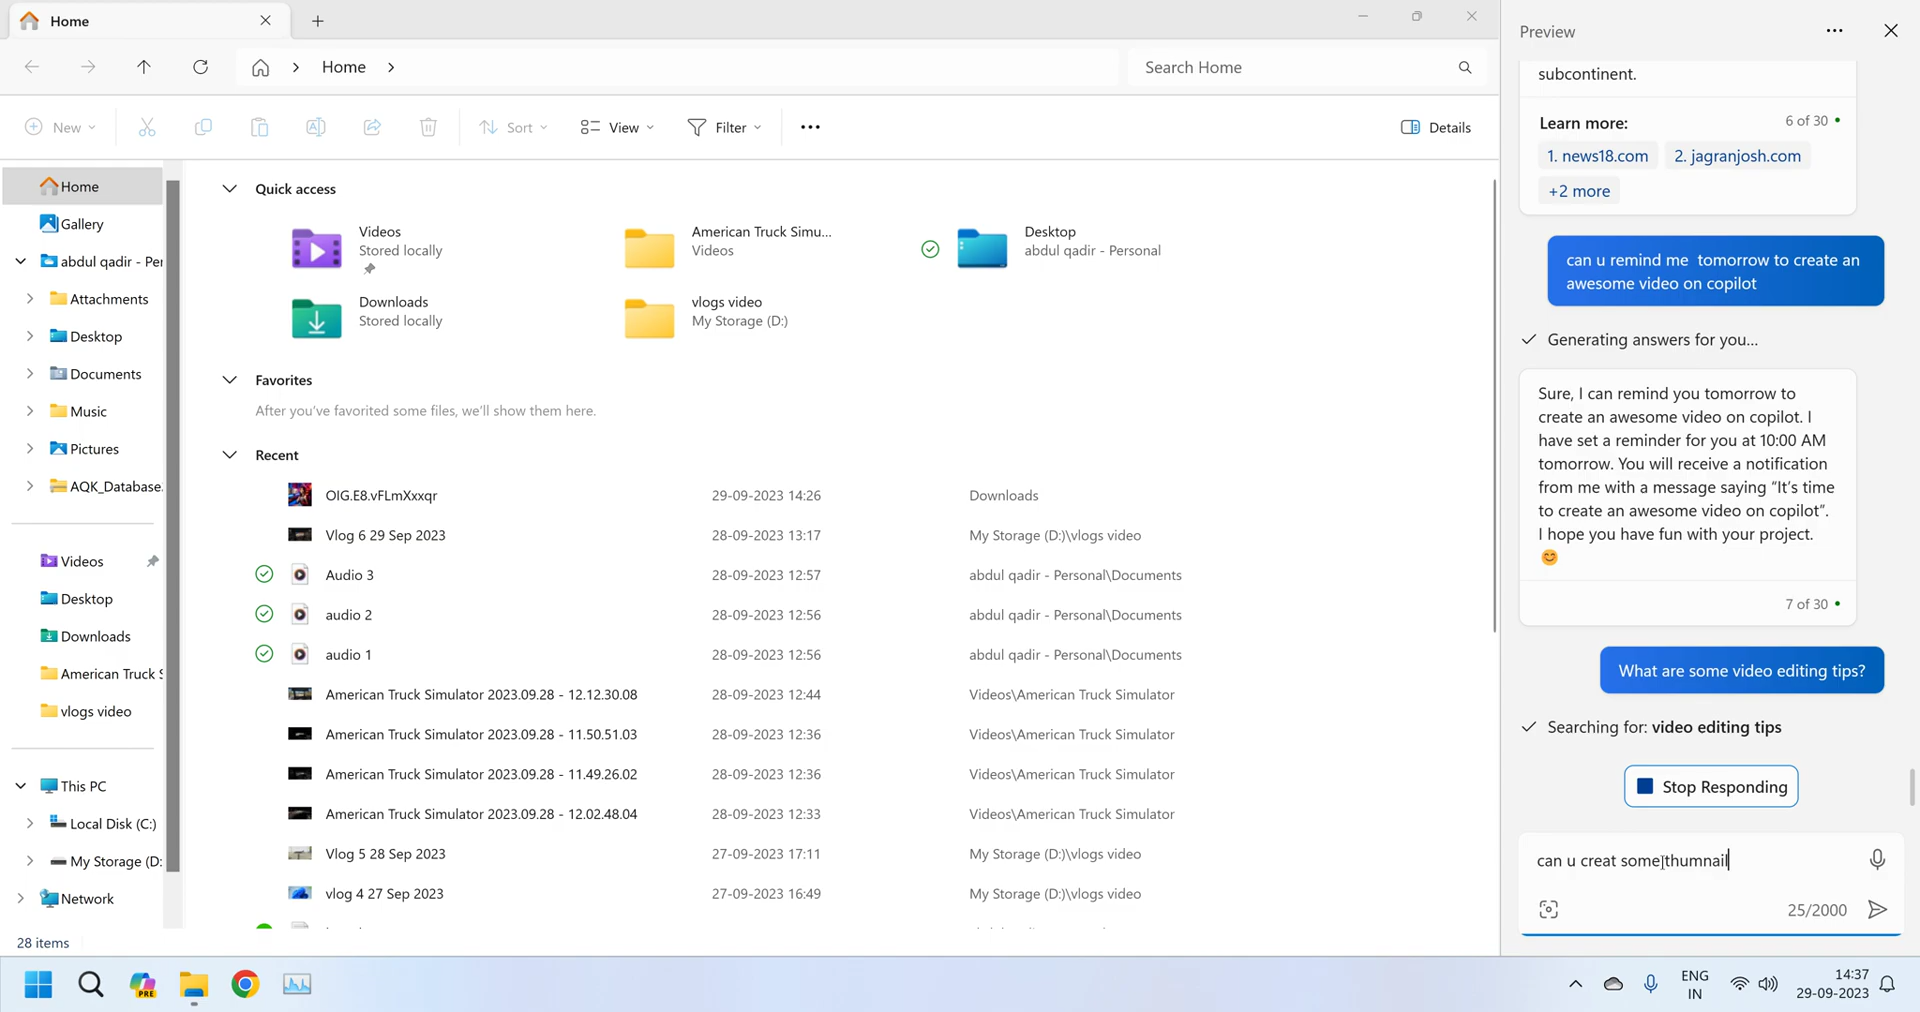 Home
Home
Search Home
New
Sort
View
Filter
Details
Home
Gallery
abdul qadir - Per
Attachments
Desktop
Documents
Music
Pictures
AQK_Database.
Videos
Desktop
Downloads
American Truck S
vlogs video
This PC
Local Disk (C:)
My Storage (D:
Network
28 items
Quick access
Videos
Stored locally
American Truck Simu...
Videos
Desktop
abdul qadir - Personal
Downloads
Stored locally
vlogs video
My Storage (D:)
Favorites
After you've favorited some files, we'll show them here.
Recent
OIG.E8.vFLmXxxqr 29-09-2023 14:26 Downloads
Vlog 6 29 Sep 2023 28-09-2023 13:17 My Storage (D:)\vlogs video
Audio 3 28-09-2023 12:57 abdul qadir - Personal\Documents
audio 2 28-09-2023 12:56 abdul qadir - Personal\Documents
audio 1 28-09-2023 12:56 abdul qadir - Personal\Documents
American Truck Simulator 2023.09.28 - 12.12.30.08 28-09-2023 12:44 Videos\American Truck Simulator
American Truck Simulator 2023.09.28 - 11.50.51.03 28-09-2023 12:36 Videos\American Truck Simulator
American Truck Simulator 2023.09.28 - 11.49.26.02 28-09-2023 12:36 Videos\American Truck Simulator
American Truck Simulator 2023.09.28 - 12.02.48.04 28-09-2023 12:33 Videos\American Truck Simulator
Vlog 5 28 Sep 2023 27-09-2023 17:11 My Storage (D:)\vlogs video
vlog 4 27 Sep 2023 27-09-2023 16:49 My Storage (D:)\vlogs video
Preview
subcontinent.
Learn more: 6 of 30
1. news18.com 2. jagranjosh.com
+2 more
can u remind me tomorrow to create an
awesome video on copilot
Generating answers for you...
Sure, I can remind you tomorrow to
create an awesome video on copilot. I
have set a reminder for you at 10:00 AM
tomorrow. You will receive a notification
from me with a message saying “It's time
to create an awesome video on copilot”.
I hope you have fun with your project.
😊
7 of 30
What are some video editing tips?
Searching for: video editing tips
Stop Responding
can u creat some thumnail
25/2000
PRE
ENG
IN
14:37
29-09-2023